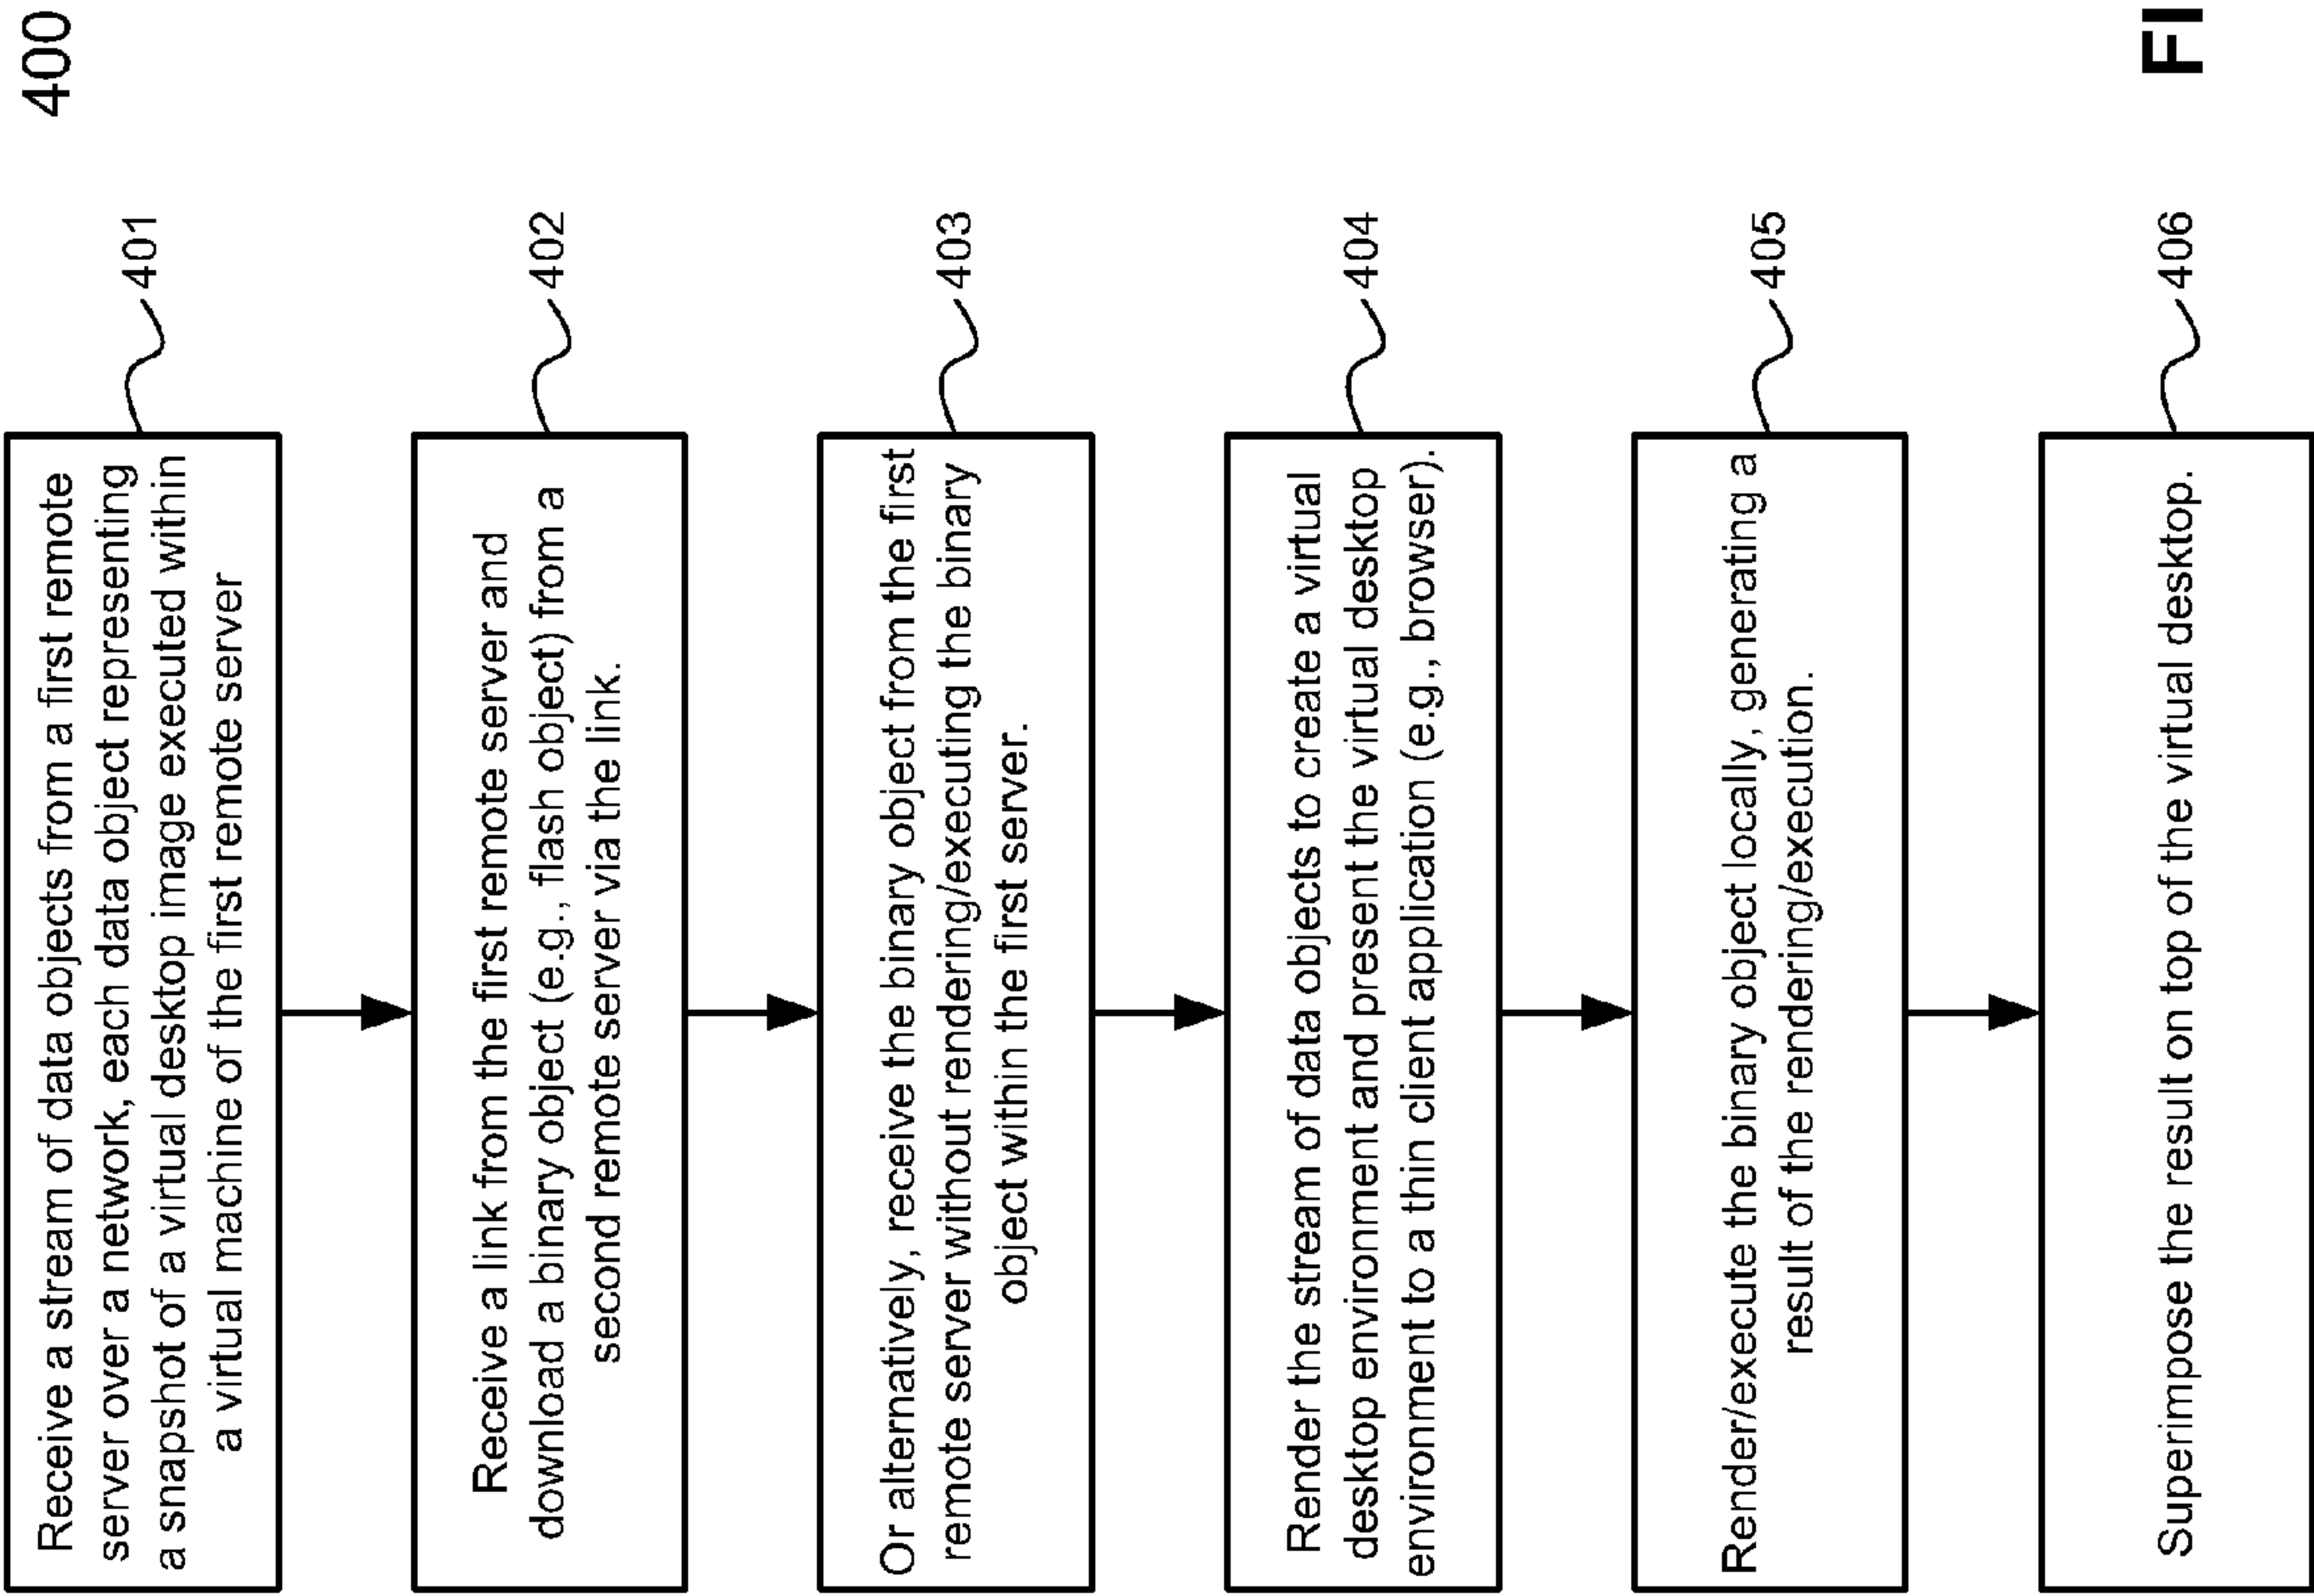 400
Receive a stream of data objects from a first remote
server over a network, each data object representing
a snapshot of a virtual desktop image executed within
a virtual machine of the first remote server
401
Receive a link from the first remote server and
download a binary object (e.g., flash object) from a
second remote server via the link.
402
Or alternatively, receive the binary object from the first
remote server without rendering/executing the binary
object within the first server.
403
Render the stream of data objects to create a virtual
desktop environment and present the virtual desktop
environment to a thin client application (e.g., browser).
404
Render/execute the binary object locally, generating a
result of the rendering/execution.
405
Superimpose the result on top of the virtual desktop.
406
FI